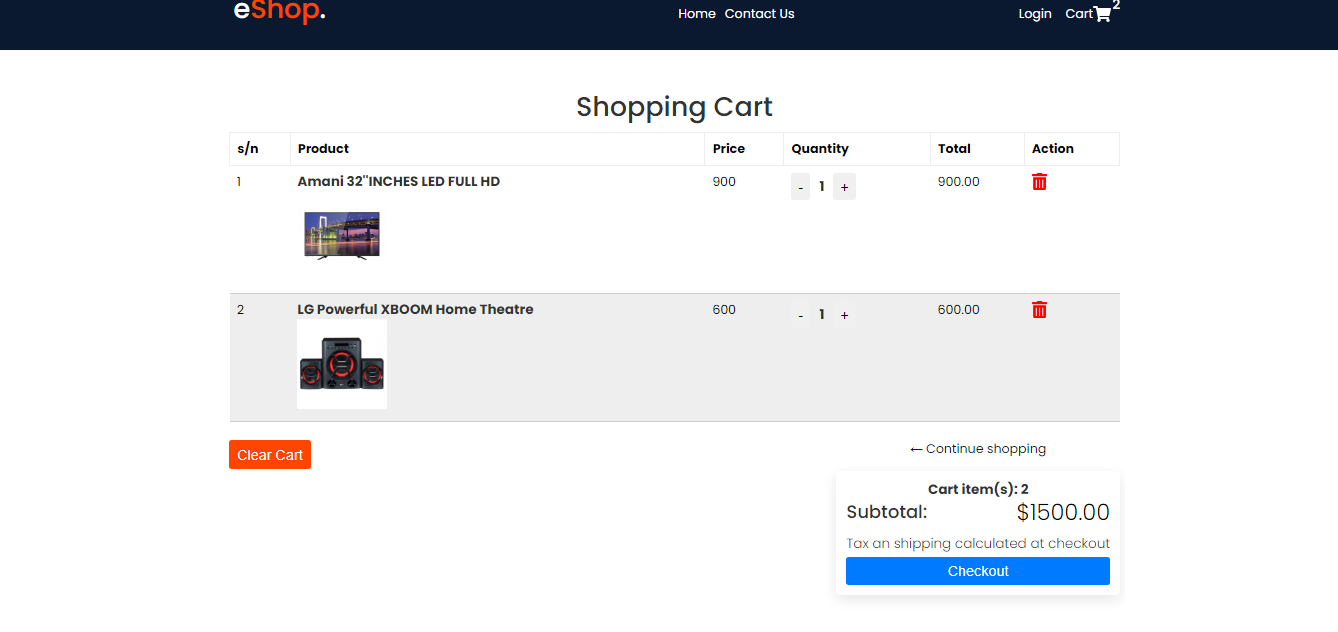 eShop.
Home Contact Us Login Cart 2
Shopping Cart
s/n Product Price Quantity Total Action
1 Amani 32"INCHES LED FULL HD 900 - 1 + 900.00
2 LG Powerful XBOOM Home Theatre 600 - 1 + 600.00
Clear Cart ← Continue shopping
Cart item(s): 2
Subtotal: $1500.00
Tax an shipping calculated at checkout
Checkout